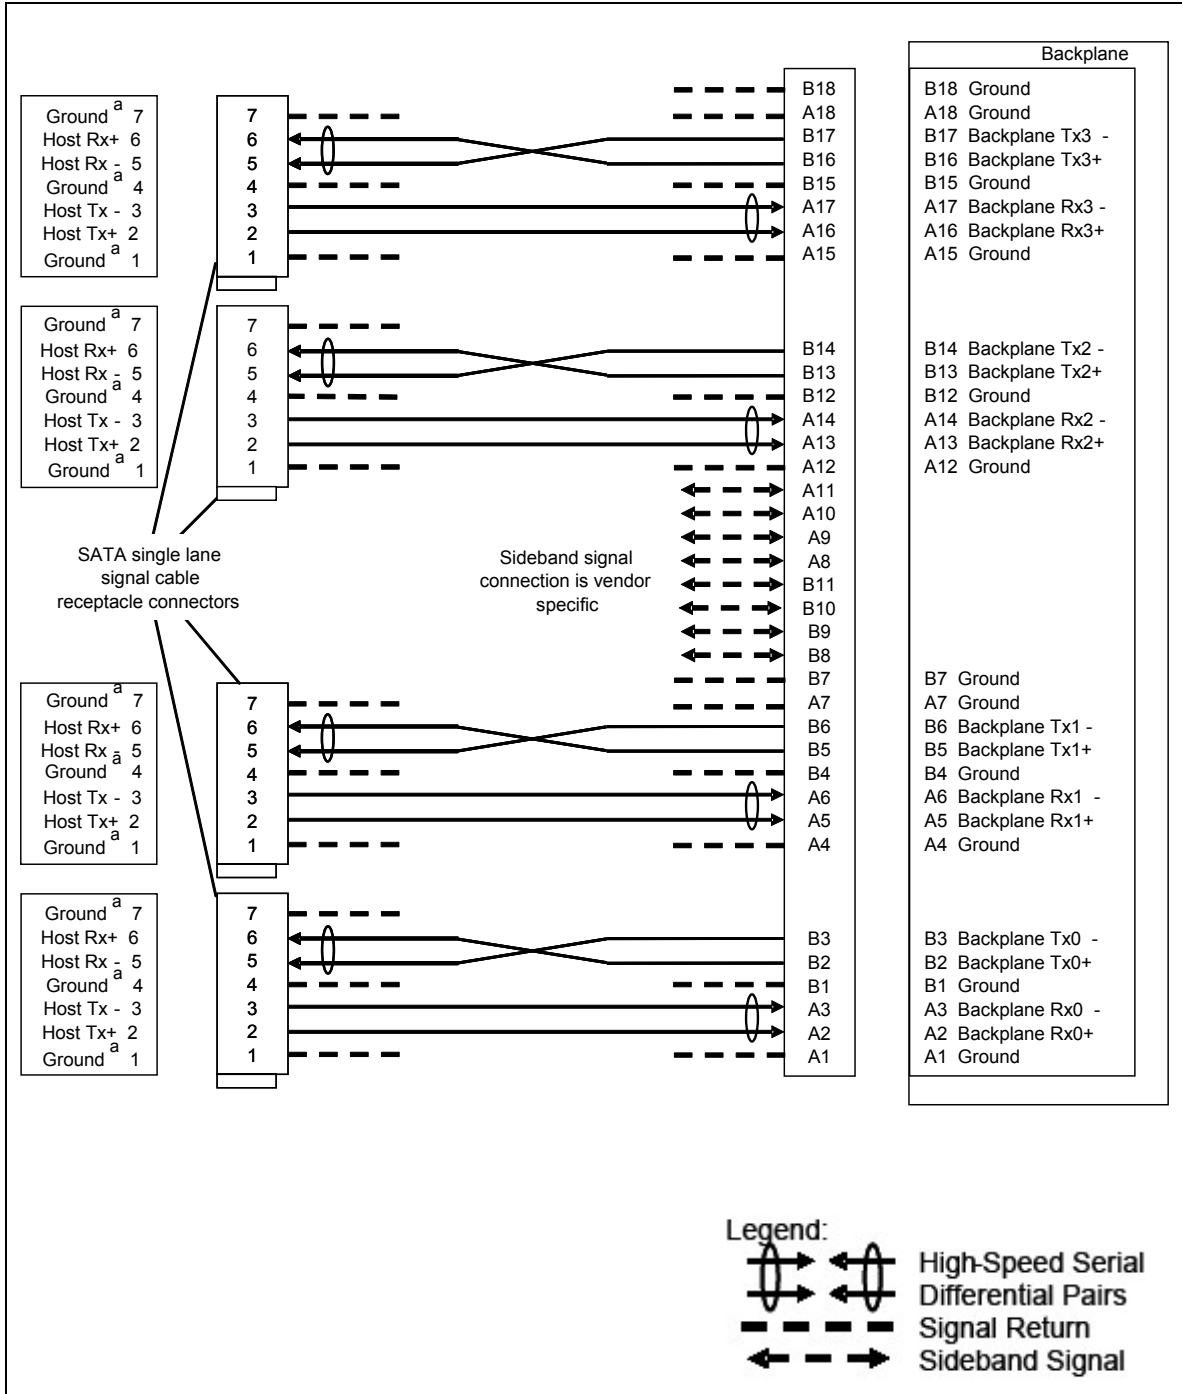 Backplane
Ground a 7
Host Rx+ 6
Host Rx - 5
Ground a 4
Host Tx - 3
Host Tx+ 2
Ground a 1
7
6
5
4
3
2
1
B18
A18
B17
B16
B15
A17
A16
A15
B18 Ground
A18 Ground
B17 Backplane Tx3 -
B16 Backplane Tx3+
B15 Ground
A17 Backplane Rx3 -
A16 Backplane Rx3+
A15 Ground
Ground a 7
Host Rx+ 6
Host Rx - 5
Ground a 4
Host Tx - 3
Host Tx+ 2
Ground a 1
7
6
5
4
3
2
1
B14
B13
B12
A14
A13
A12
B14 Backplane Tx2 -
B13 Backplane Tx2+
B12 Ground
A14 Backplane Rx2 -
A13 Backplane Rx2+
A12 Ground
SATA single lane
signal cable
receptacle connectors
Sideband signal
connection is vendor
specific
A11
A10
A9
A8
B11
B10
B9
B8
Ground a 7
Host Rx+ 6
Host Rx - 5
Ground a 4
Host Tx - 3
Host Tx+ 2
Ground a 1
7
6
5
4
3
2
1
B7
A7
B6
B5
B4
A6
A5
A4
B7 Ground
A7 Ground
B6 Backplane Tx1 -
B5 Backplane Tx1+
B4 Ground
A6 Backplane Rx1 -
A5 Backplane Rx1+
A4 Ground
Ground a 7
Host Rx+ 6
Host Rx - 5
Ground a 4
Host Tx - 3
Host Tx+ 2
Ground a 1
7
6
5
4
3
2
1
B3
B2
B1
A3
A2
A1
B3 Backplane Tx0 -
B2 Backplane Tx0+
B1 Ground
A3 Backplane Rx0 -
A2 Backplane Rx0+
A1 Ground
Legend:
High-Speed Serial
Differential Pairs
Signal Return
Sideband Signal